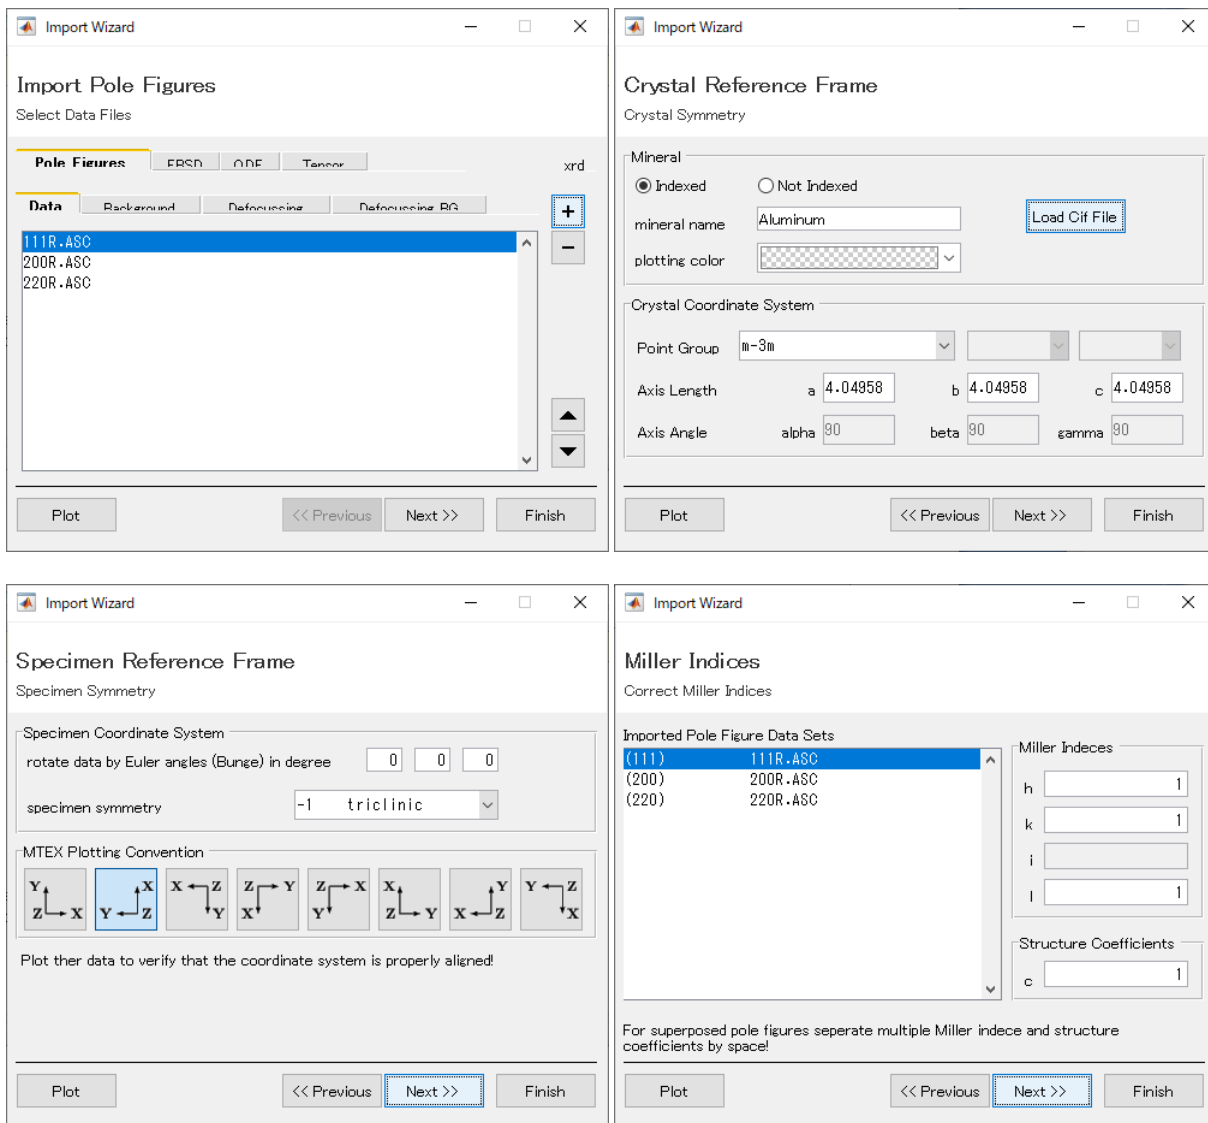 Import Wizard
Import Pole Figures
Select Data Files
Pole Figures EBSD ODF Tensor
xrd
Data Background Defocussing Defocussing BG
+
111R.ASC
−
200R.ASC
220R.ASC
Plot << Previous Next >> Finish
Import Wizard
Crystal Reference Frame
Crystal Symmetry
Mineral
Indexed Not Indexed
mineral name Aluminum Load Cif File
plotting color
Crystal Coordinate System
Point Group m-3m
Axis Length a 4.04958 b 4.04958 c 4.04958
Axis Angle alpha 90 beta 90 gamma 90
Plot << Previous Next >> Finish
Import Wizard
Specimen Reference Frame
Specimen Symmetry
Specimen Coordinate System
rotate data by Euler angles (Bunge) in degree 0 0 0
specimen symmetry -1 triclinic
MTEX Plotting Convention
Y X X Z Z Y Z X X Y Y Z
Z X Y Z Y X Y Z Y X Z X
Plot ther data to verify that the coordinate system is properly aligned!
Plot << Previous Next >> Finish
Import Wizard
Miller Indices
Correct Miller Indices
Imported Pole Figure Data Sets
(111) 111R.ASC
(200) 200R.ASC
(220) 220R.ASC
Miller Indeces
h 1
k 1
i
l 1
Structure Coefficients
c 1
For superposed pole figures seperate multiple Miller indece and structure
coefficients by space!
Plot << Previous Next >> Finish